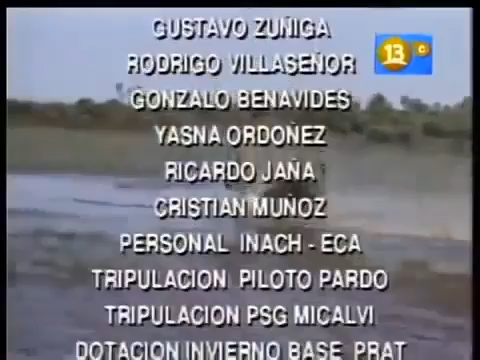 GUSTAVO ZUÑIGA
13 C
RODRIGO VILLASEÑOR
GONZALO BENAVIDES
YASNA ORDOÑEZ
RICARDO JAÑA
CRISTIAN MUÑOZ
PERSONAL INACH - ECA
TRIPULACION PILOTO PARDO
TRIPULACION PSG MICALVI
DOTACION INVIERNO BASE PRAT